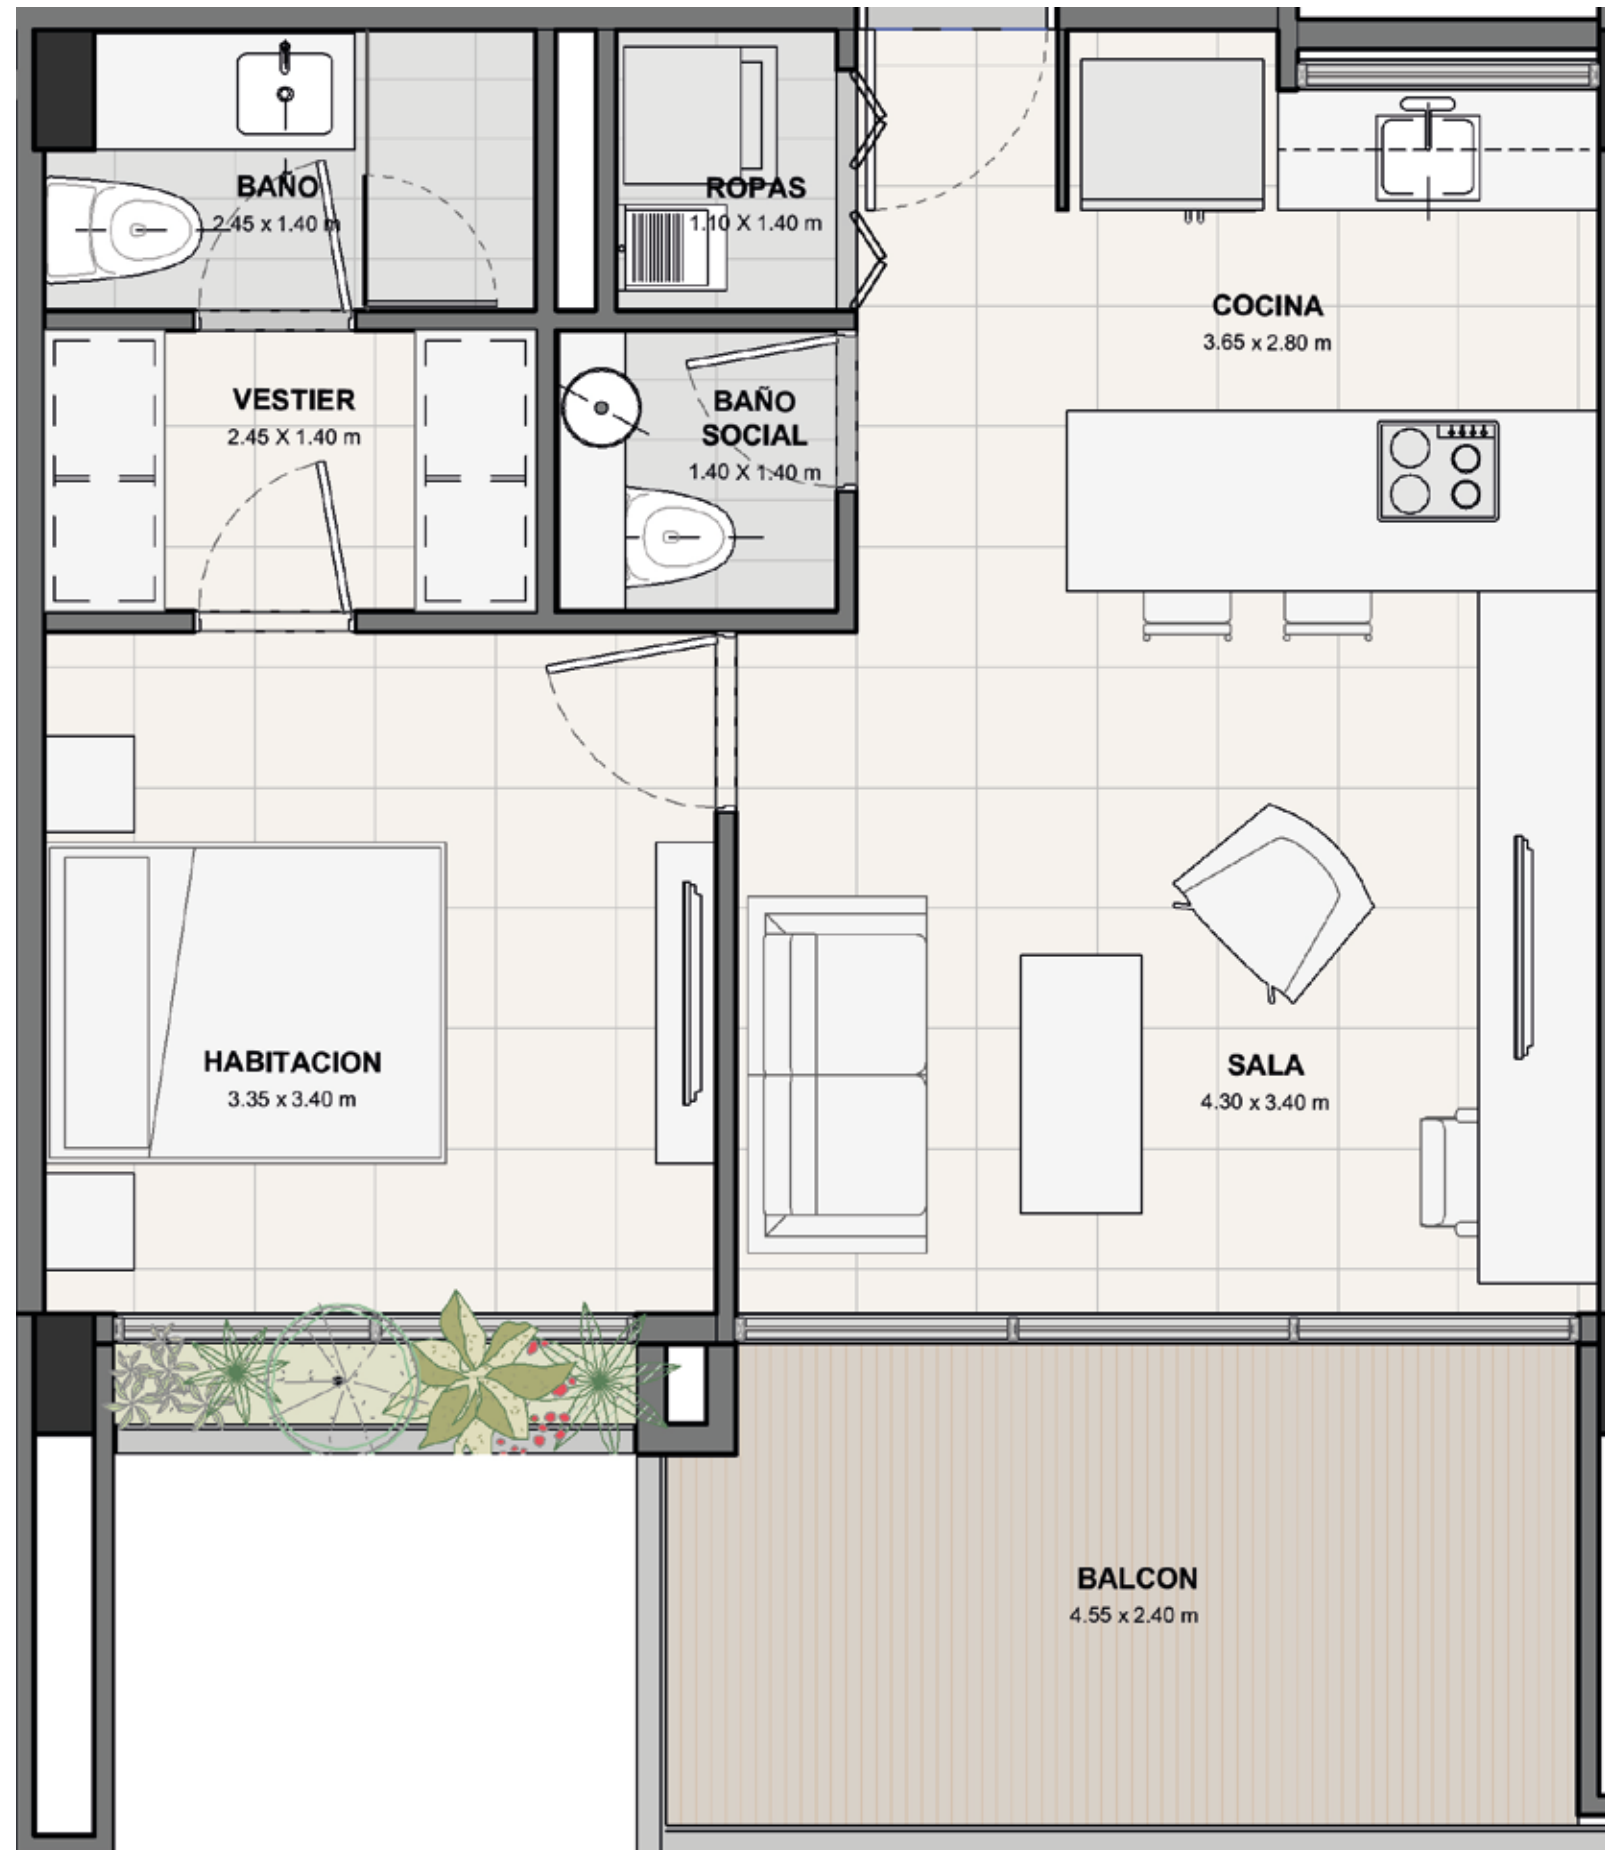 BAÑO
2.45 x 1.40 m
ROPAS
1.10 X 1.40 m
COCINA
3.65 x 2.80 m
VESTIER
2.45 X 1.40 m
BAÑO
SOCIAL
1.40 X 1.40 m
HABITACION
3.35 x 3.40 m
SALA
4.30 x 3.40 m
BALCON
4.55 x 2.40 m